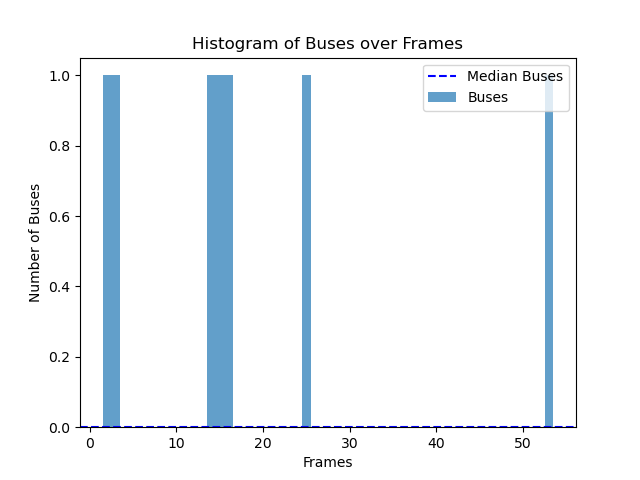 Histogram of Buses over Frames
Number of Buses
1.0
0.8
0.6
0.4
0.2
0.0
Median Buses
Buses
0 10 20 30 40 50
Frames